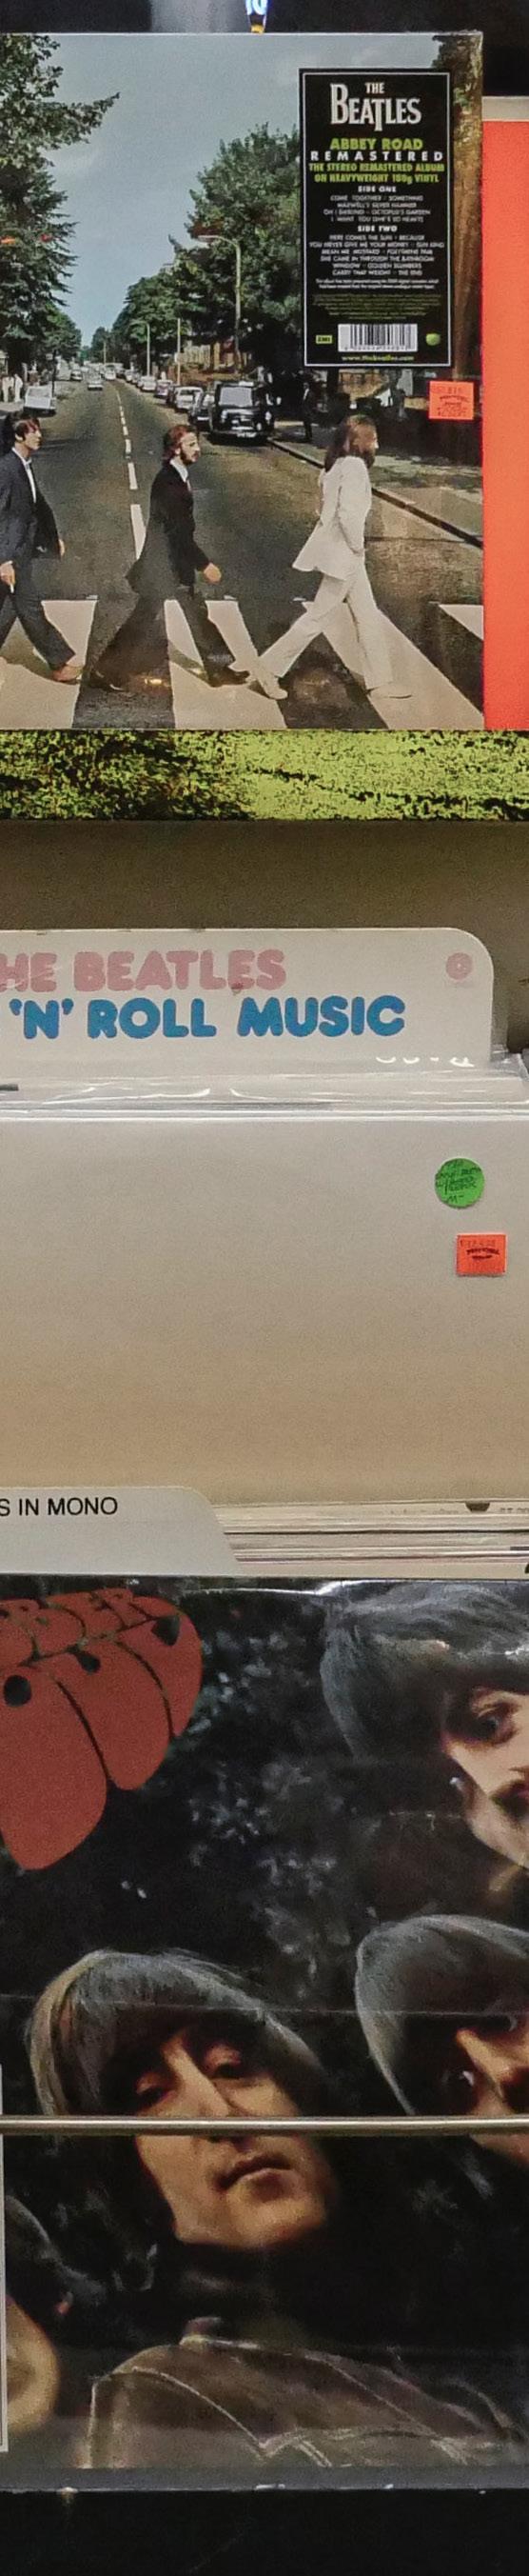 THE
BEATLES
ABBEY ROAD
REMASTERED
THE STEREO REMASTERED ALBUM
ON HEAVYWEIGHT 180g VINYL
SIDE ONE
COME TOGETHER · SOMETHING
MAXWELL'S SILVER HAMMER
OH! DARLING · OCTOPUS'S GARDEN
I WANT YOU (SHE'S SO HEAVY)
SIDE TWO
HERE COMES THE SUN · BECAUSE
YOU NEVER GIVE ME YOUR MONEY · SUN KING
MEAN MR MUSTARD · POLYTHENE PAM
SHE CAME IN THROUGH THE BATHROOM
WINDOW · GOLDEN SLUMBERS
CARRY THAT WEIGHT · THE END
EMI
www.thebeatles.com
HE BEATLES
'N' ROLL MUSIC
S IN MONO
M-